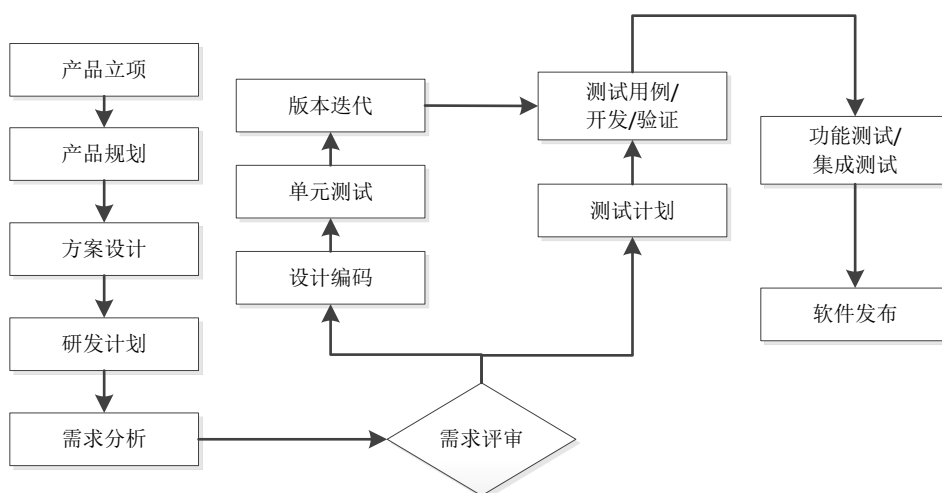 产品立项
产品规划
方案设计
研发计划
需求分析
版本迭代
单元测试
设计编码
需求评审
测试用例/
开发/验证
测试计划
功能测试/
集成测试
软件发布